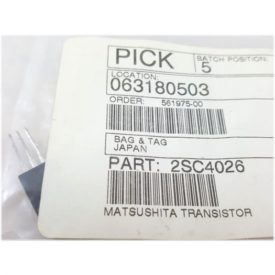 PICK
BATCH POSITION:
5
LOCATION:
063180503
ORDER: 561975-00
BAG & TAG
JAPAN
PART: 2SC4026
MATSUSHITA TRANSISTOR